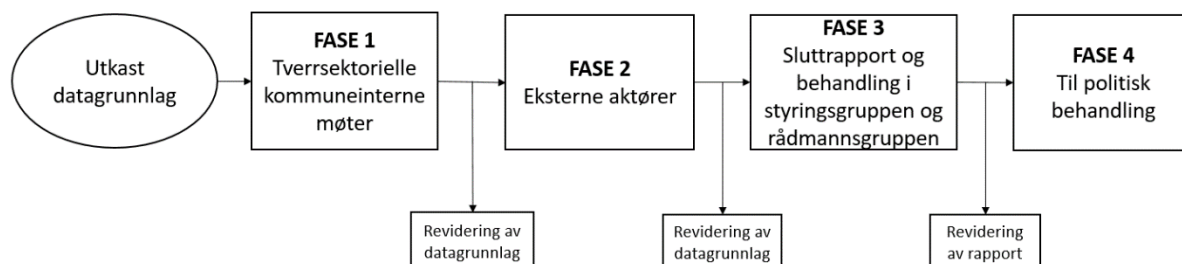 Utkast
datagrunnlag
FASE 1
Tverrsektorielle
kommuneinterne
møter
FASE 2
Eksterne aktører
FASE 3
Sluttrapport og
behandling i
styringsgruppen og
rådmannsgruppen
FASE 4
Til politisk
behandling
Revidering av
datagrunnlag
Revidering av
datagrunnlag
Revidering
av rapport